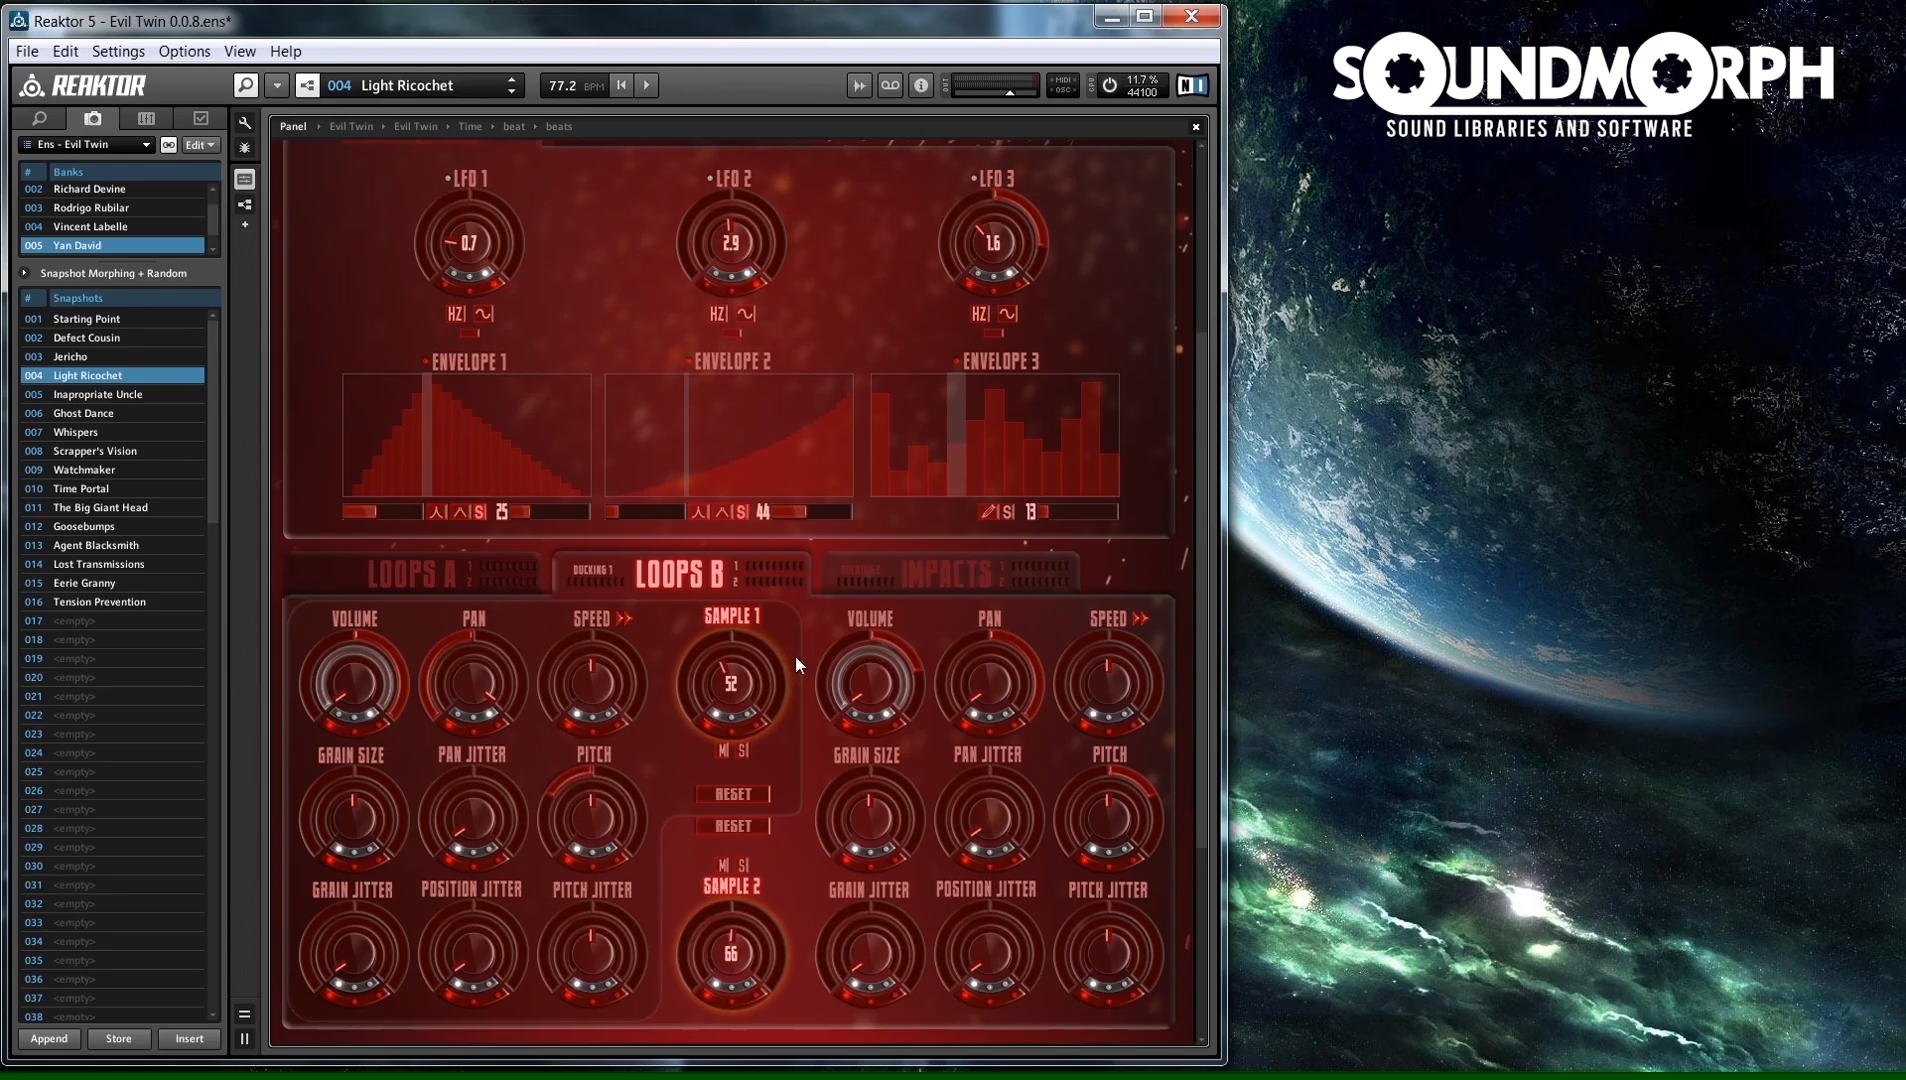 Reaktor 5 - Evil Twin 0.0.8.ens*
File Edit Settings Options View Help
REAKTOR
004 Light Ricochet
77.2 BPM
MIDI
OSC
11.7 %
44100
Ens - Evil Twin
Edit
Panel Evil Twin Evil Twin Time beat beats
# Banks
002 Richard Devine
003 Rodrigo Rubilar
004 Vincent Labelle
005 Yan David
Snapshot Morphing + Random
# Snapshots
001 Starting Point
002 Defect Cousin
003 Jericho
004 Light Ricochet
005 Inapropriate Uncle
006 Ghost Dance
007 Whispers
008 Scrapper's Vision
009 Watchmaker
010 Time Portal
011 The Big Giant Head
012 Goosebumps
013 Agent Blacksmith
014 Lost Transmissions
015 Eerie Granny
016 Tension Prevention
017 <empty>
018 <empty>
019 <empty>
020 <empty>
021 <empty>
022 <empty>
023 <empty>
024 <empty>
025 <empty>
026 <empty>
027 <empty>
028 <empty>
029 <empty>
030 <empty>
031 <empty>
032 <empty>
033 <empty>
034 <empty>
035 <empty>
036 <empty>
037 <empty>
038 <empty>
Append Store Insert
LFO 1 LFO 2 LFO 3
0.7 2.9 1.6
HZ HZ HZ
ENVELOPE 1 ENVELOPE 2 ENVELOPE 3
S 25 S 44 S 13
LOOPS A 1 2
DUCKING 1 LOOPS B 1 2
DUCKING 2 IMPACTS 1 2
VOLUME PAN SPEED SAMPLE 1 VOLUME PAN SPEED
52
M S
GRAIN SIZE PAN JITTER PITCH GRAIN SIZE PAN JITTER PITCH
RESET
RESET
M S
GRAIN JITTER POSITION JITTER PITCH JITTER SAMPLE 2 GRAIN JITTER POSITION JITTER PITCH JITTER
66
SOUNDMORPH
SOUND LIBRARIES AND SOFTWARE